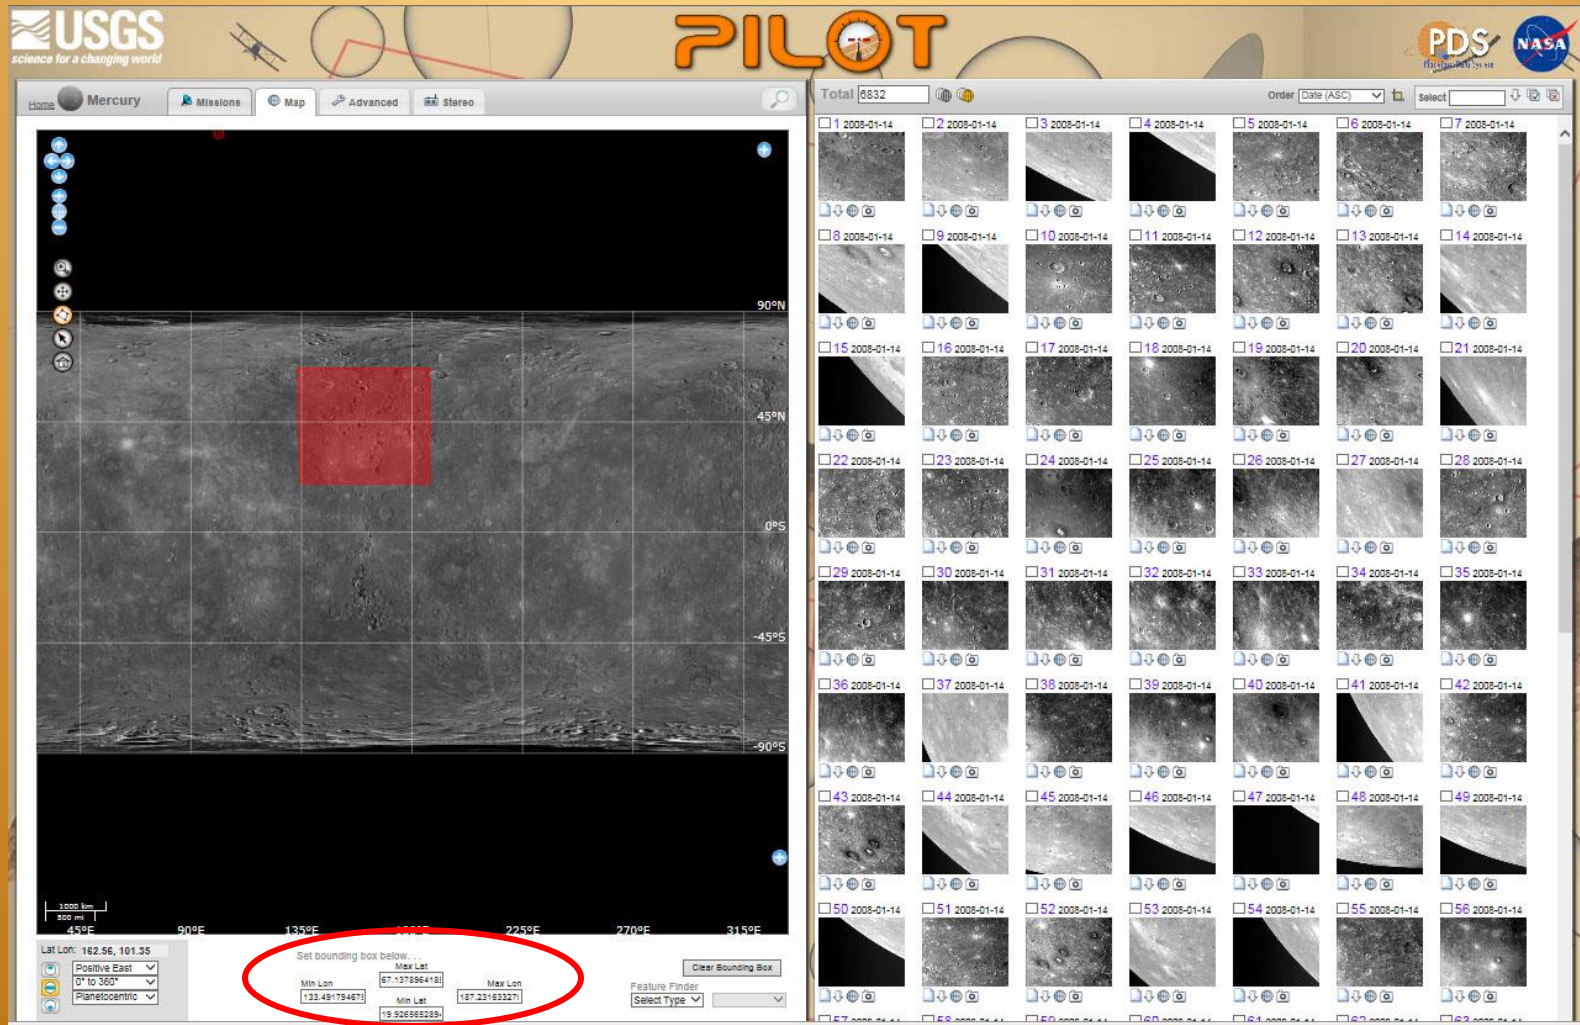 USGS
science for a changing world
PILOT
PDS
NASA
Home Mercury Missions Map Advanced Stereo
Total 6832 Order Date (ASC) Select
90°N
45°N
0°S
-45°S
-90°S
1000 km
500 mi
45°E 90°E 135°E 180°E 225°E 270°E 315°E
Lat Lon: 162.56, 101.35
Positive East
0° to 360°
Planetocentric
Set bounding box below. . .
Max Lat
67.137896418
Min Lon Max Lon
133.49179467 187.23163327
Min Lat
19.926565289
Clear Bounding Box
Feature Finder
Select Type
1 2008-01-14 2 2008-01-14 3 2008-01-14 4 2008-01-14 5 2008-01-14 6 2008-01-14 7 2008-01-14
8 2008-01-14 9 2008-01-14 10 2008-01-14 11 2008-01-14 12 2008-01-14 13 2008-01-14 14 2008-01-14
15 2008-01-14 16 2008-01-14 17 2008-01-14 18 2008-01-14 19 2008-01-14 20 2008-01-14 21 2008-01-14
22 2008-01-14 23 2008-01-14 24 2008-01-14 25 2008-01-14 26 2008-01-14 27 2008-01-14 28 2008-01-14
29 2008-01-14 30 2008-01-14 31 2008-01-14 32 2008-01-14 33 2008-01-14 34 2008-01-14 35 2008-01-14
36 2008-01-14 37 2008-01-14 38 2008-01-14 39 2008-01-14 40 2008-01-14 41 2008-01-14 42 2008-01-14
43 2008-01-14 44 2008-01-14 45 2008-01-14 46 2008-01-14 47 2008-01-14 48 2008-01-14 49 2008-01-14
50 2008-01-14 51 2008-01-14 52 2008-01-14 53 2008-01-14 54 2008-01-14 55 2008-01-14 56 2008-01-14